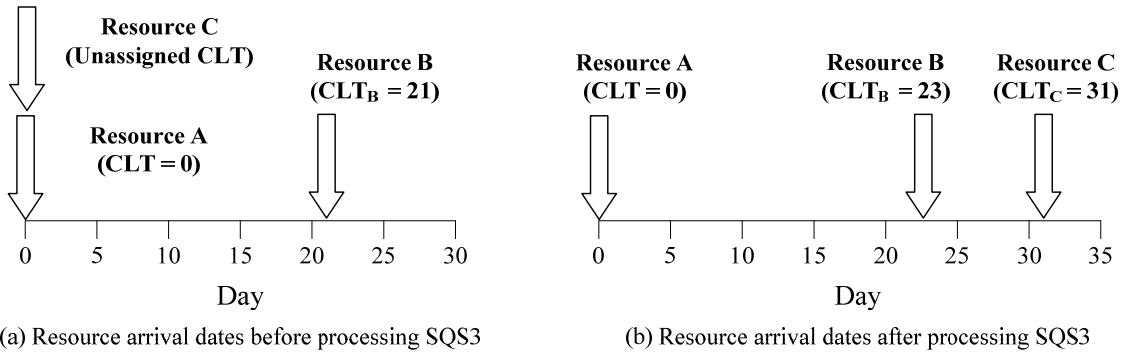 Resource C
(Unassigned CLT)
Resource B
(CLT_B = 21)
Resource A
(CLT = 0)
0 5 10 15 20 25 30
Day
(a) Resource arrival dates before processing SQS3
Resource A
(CLT = 0)
Resource B
(CLT_B = 23)
Resource C
(CLT_C = 31)
0 5 10 15 20 25 30 35
Day
(b) Resource arrival dates after processing SQS3